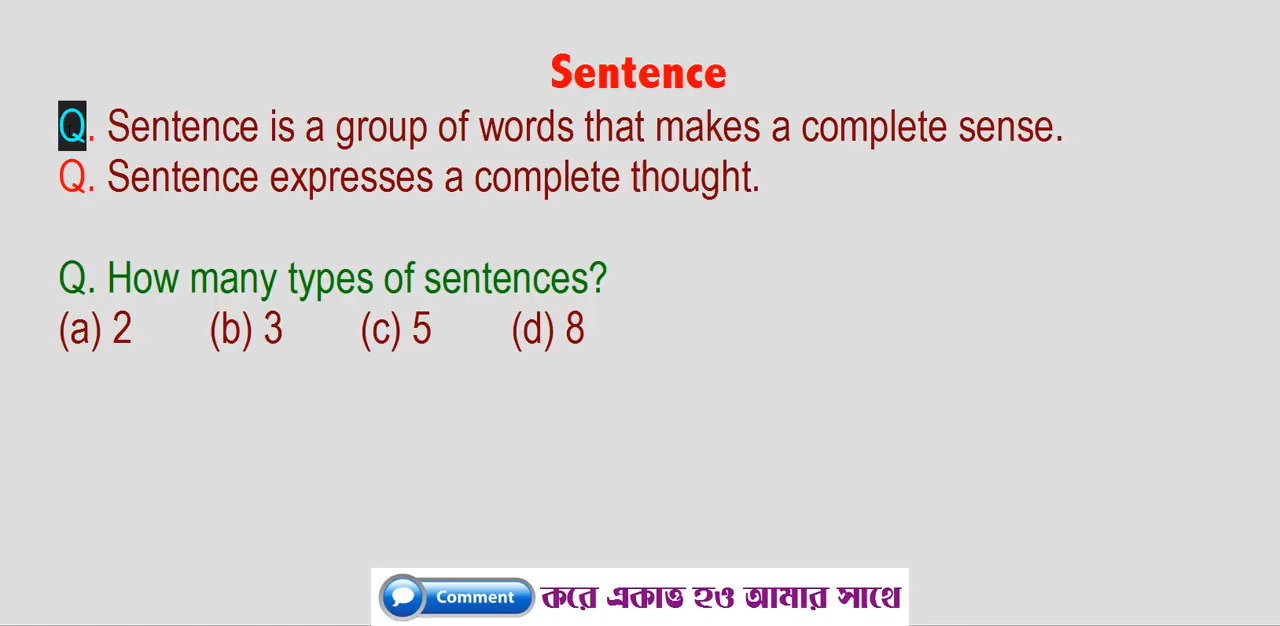 Sentence
Q. Sentence is a group of words that makes a complete sense.
Q. Sentence expresses a complete thought.
Q. How many types of sentences?
(a) 2 (b) 3 (c) 5 (d) 8
Comment করে একাত্ত হও আমার সাথে